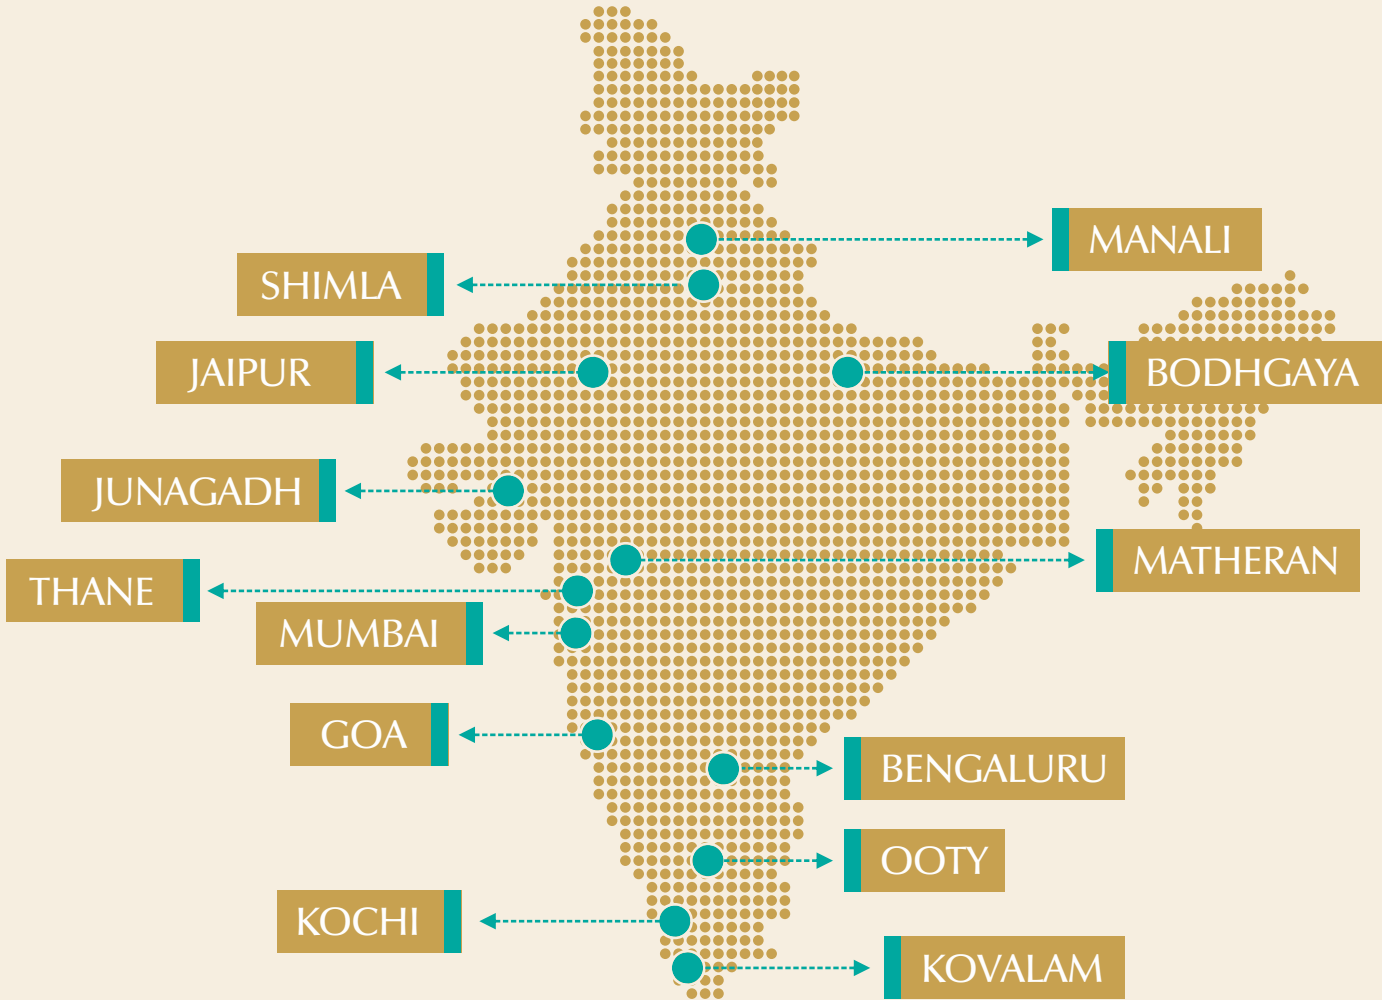 MANALI
SHIMLA
JAIPUR
BODHGAYA
JUNAGADH
MATHERAN
THANE
MUMBAI
GOA
BENGALURU
OOTY
KOCHI
KOVALAM